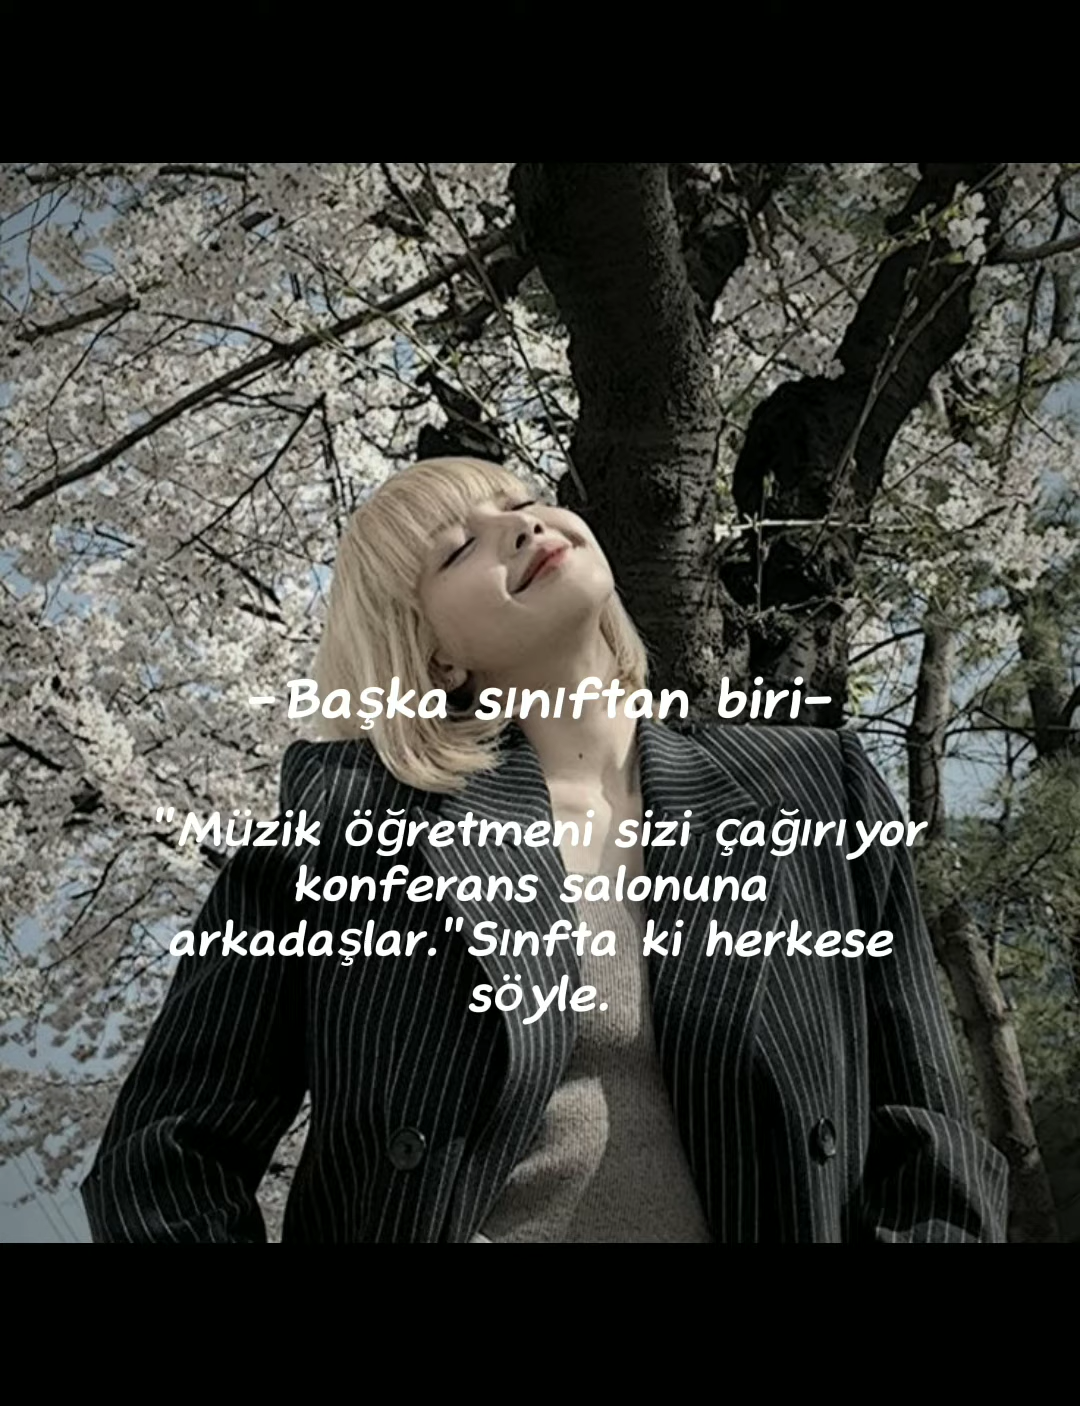 -Başka sınıftan biri-
"Müzik öğretmeni sizi çağırıyor
konferans salonuna
arkadaşlar."Sınfta ki herkese
söyle.